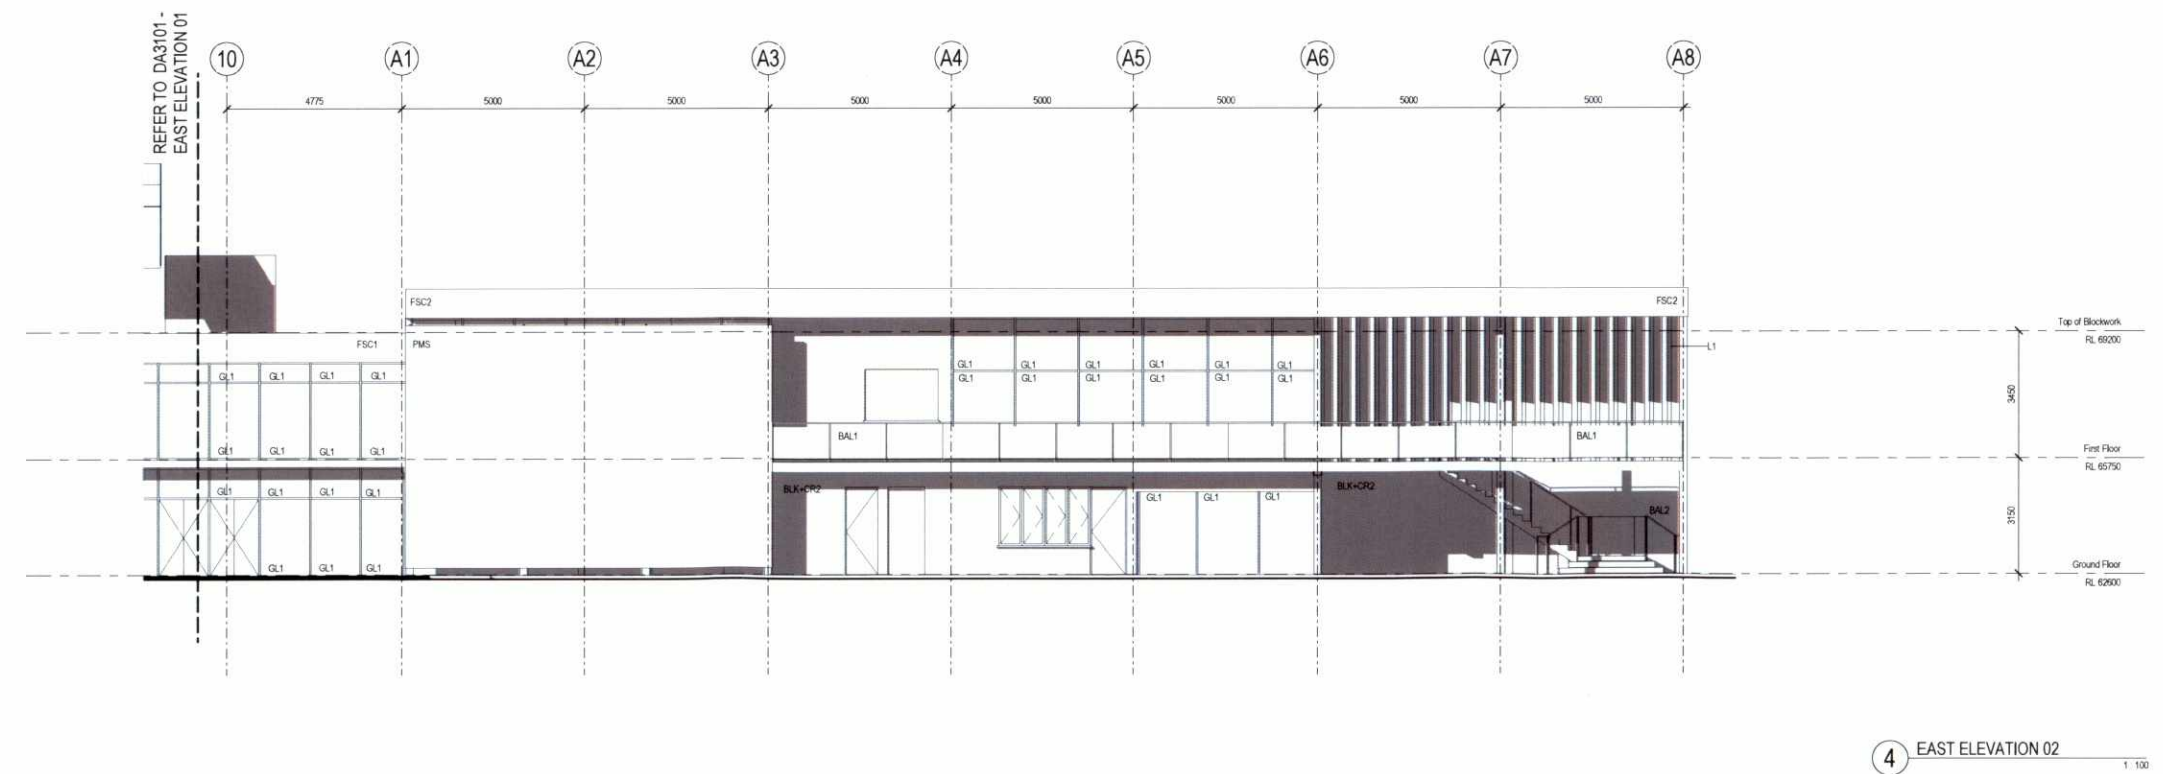 REFER TO DA3101 -
EAST ELEVATION 01
10 A1 A2 A3 A4 A5 A6 A7 A8
4775 5000 5000 5000 5000 5000 5000 5000
FSC2 FSC2
Top of Blockwork
RL 69200
FSC1 PMS
L1
GL1 GL1 GL1 GL1 GL1 GL1
GL1 GL1 GL1 GL1 GL1 GL1 GL1 GL1 GL1 GL1
3450
BAL1 BAL1
GL1 GL1 GL1 GL1
First Floor
RL 65750
GL1 GL1 GL1 GL1 BLK+CR2 BLK+CR2
GL1 GL1 GL1
BAL2
3150
GL1 GL1 GL1
Ground Floor
RL 62600
4 EAST ELEVATION 02
1 : 100